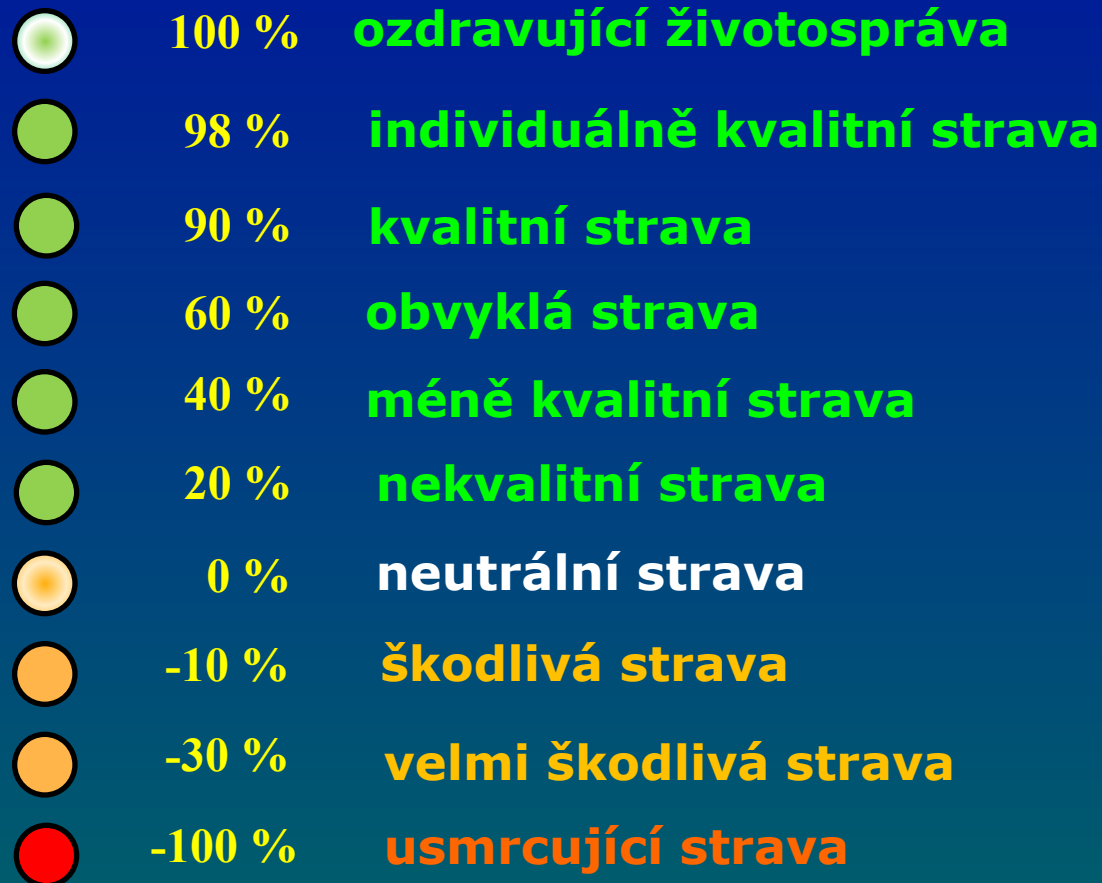 100 % ozdravující životospráva
98 % individuálně kvalitní strava
90 % kvalitní strava
60 % obvyklá strava
40 % méně kvalitní strava
20 % nekvalitní strava
0 % neutrální strava
-10 % škodlivá strava
-30 % velmi škodlivá strava
-100 % usmrcující strava